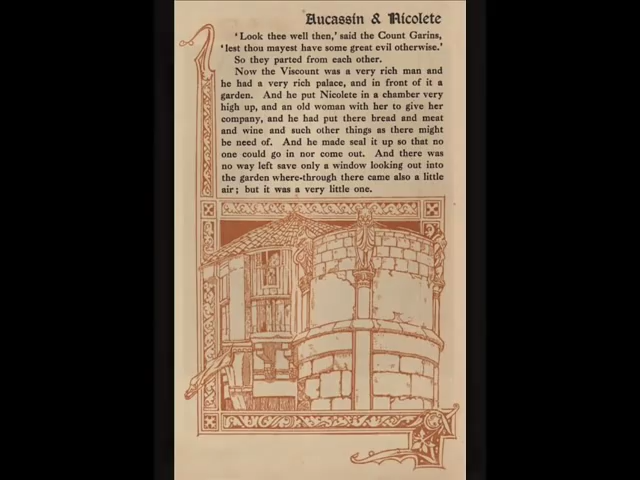 Aucassin & Nicolete
'Look thee well then,' said the Count Garins,
'lest thou mayest have some great evil otherwise.'
So they parted from each other.
Now the Viscount was a very rich man and
he had a very rich palace, and in front of it a
garden. And he put Nicolete in a chamber very
high up, and an old woman with her to give her
company, and he had put there bread and meat
and wine and such other things as there might
be need of. And he made seal it up so that no
one could go in nor come out. And there was
no way left save only a window looking out into
the garden where-through there came also a little
air; but it was a very little one.